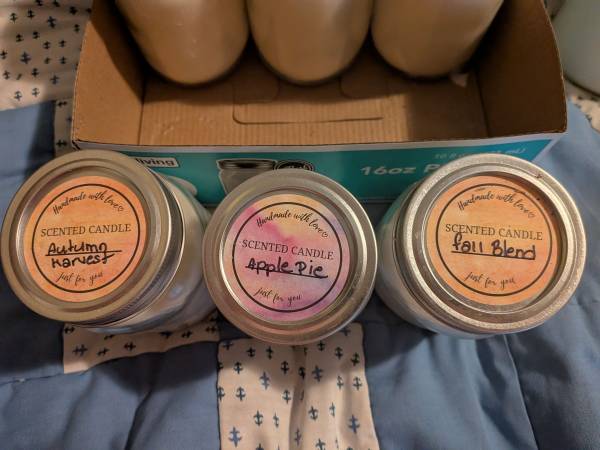 living
16oz
Handmade with love
SCENTED CANDLE
Autumn
Harvest
just for you
Handmade with love
SCENTED CANDLE
Apple Pie
just for you
Handmade with love
SCENTED CANDLE
Fall Blend
just for you